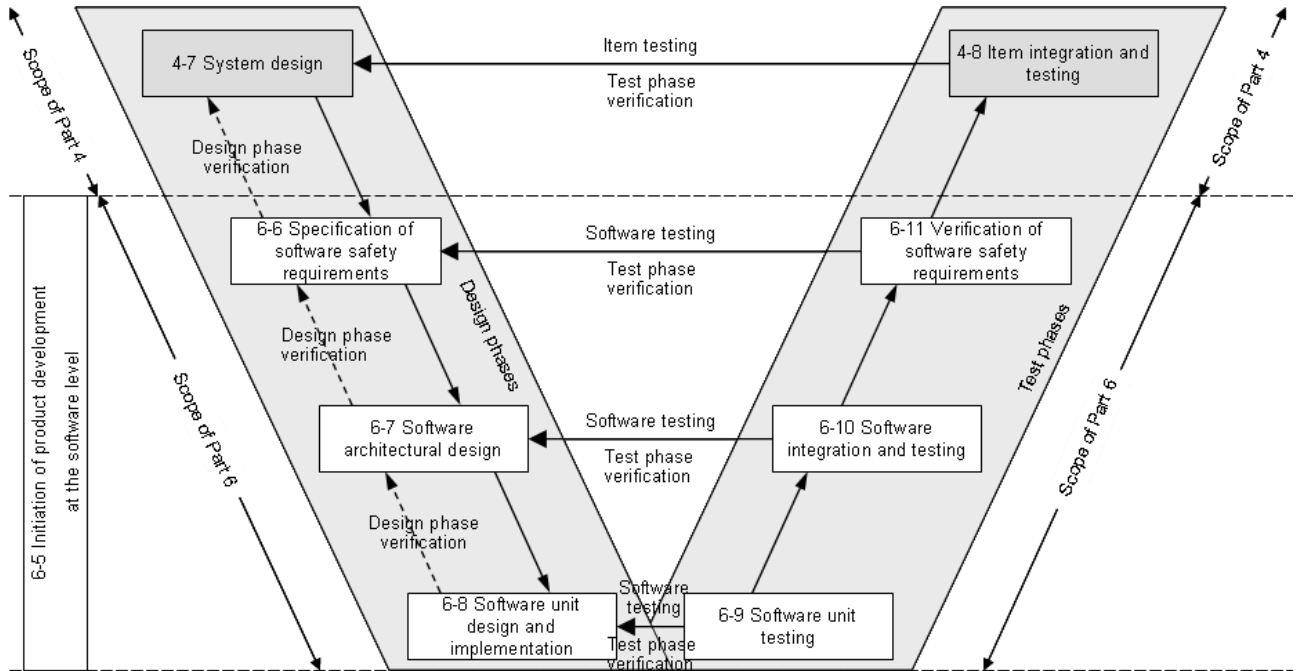 Scope of Part 4
4-7 System design
Item testing
Test phase
verification
4-8 Item integration and
testing
Scope of Part 4
Design phase
verification
6-6 Specification of
software safety
requirements
Software testing
Test phase
verification
6-11 Verification of
software safety
requirements
Design phases
Test phases
Design phase
verification
6-5 Initiation of product development
at the software level
Scope of Part 6
6-7 Software
architectural design
Software testing
Test phase
verification
6-10 Software
integration and testing
Scope of Part 6
Design phase
verification
6-8 Software unit
design and
implementation
Software
testing
Test phase
verification
6-9 Software unit
testing